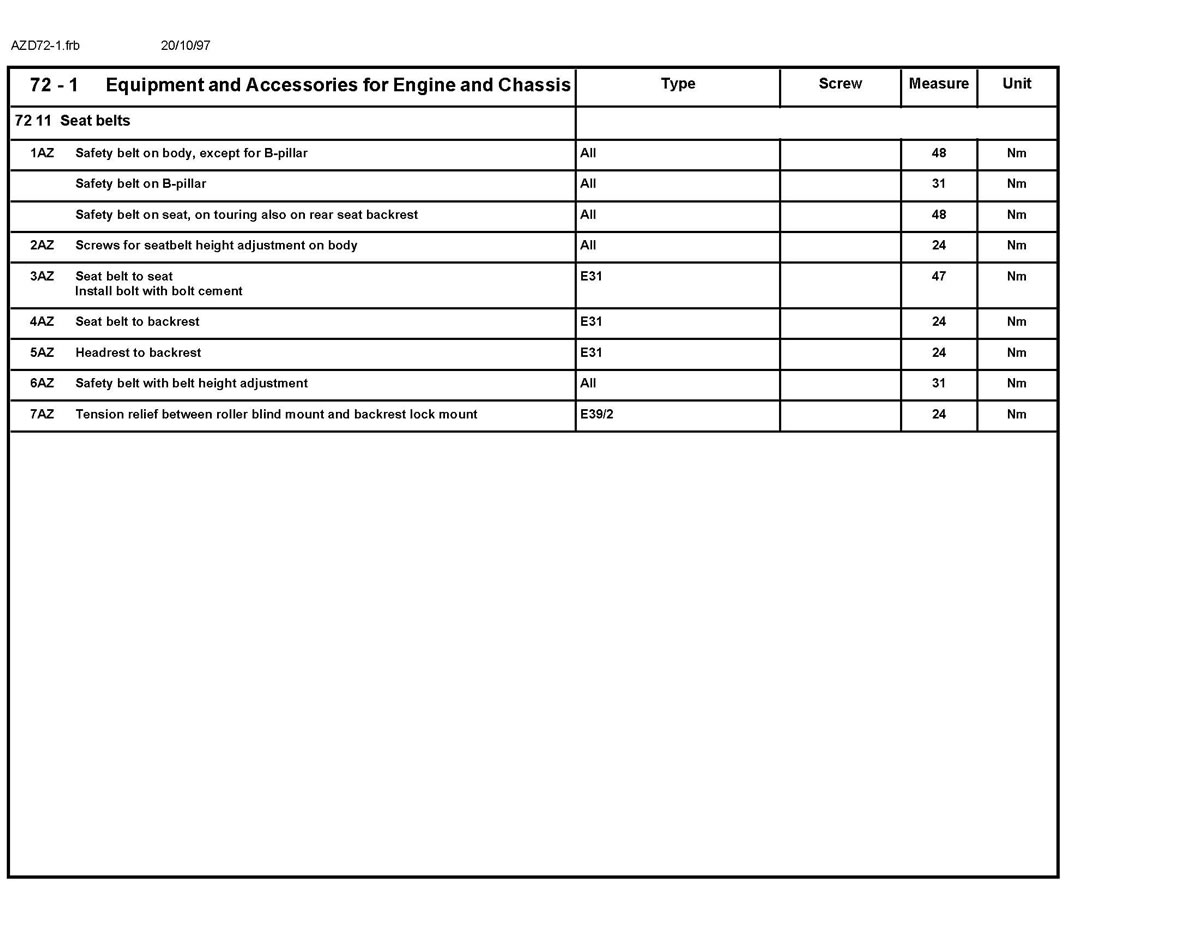 AZD72-1.frb 20/10/97
72 - 1 Equipment and Accessories for Engine and Chassis Type Screw Measure Unit
72 11 Seat belts
1AZ Safety belt on body, except for B-pillar All 48 Nm
Safety belt on B-pillar All 31 Nm
Safety belt on seat, on touring also on rear seat backrest All 48 Nm
2AZ Screws for seatbelt height adjustment on body All 24 Nm
3AZ Seat belt to seat E31 47 Nm
Install bolt with bolt cement
4AZ Seat belt to backrest E31 24 Nm
5AZ Headrest to backrest E31 24 Nm
6AZ Safety belt with belt height adjustment All 31 Nm
7AZ Tension relief between roller blind mount and backrest lock mount E39/2 24 Nm